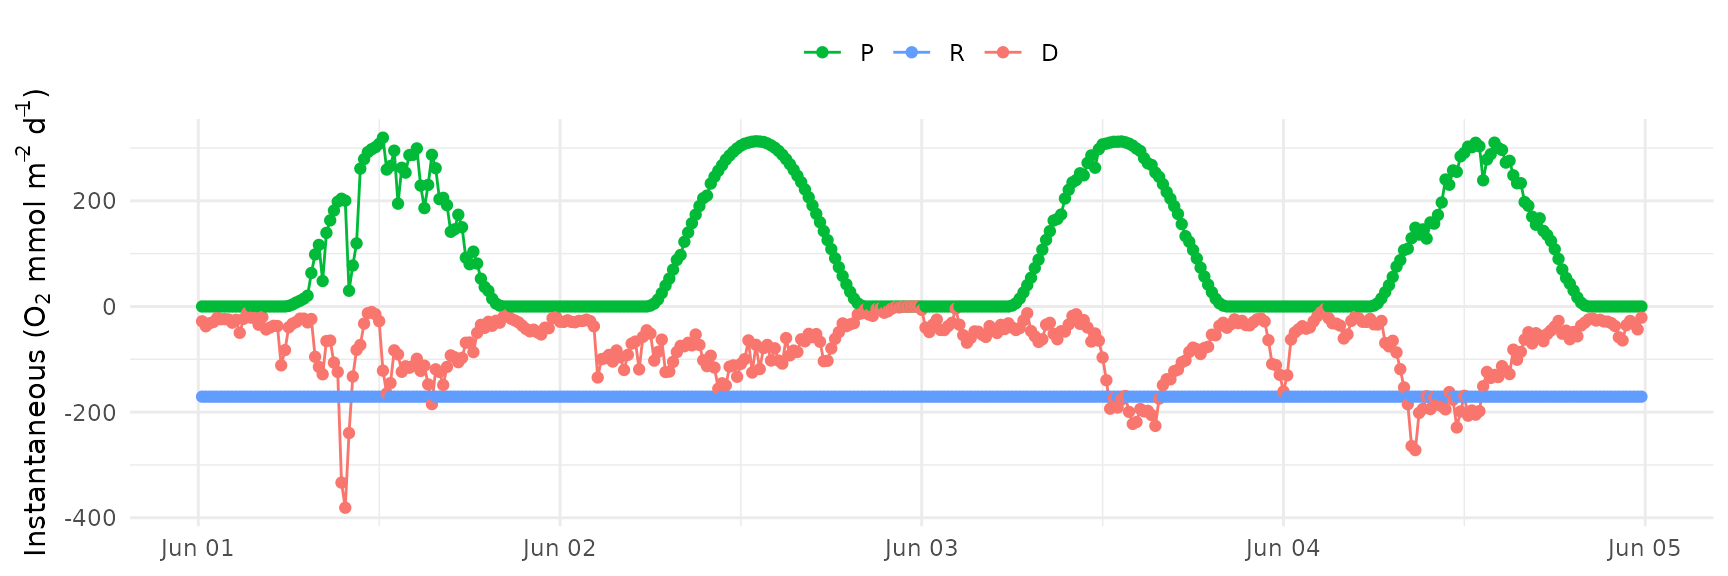 P R D
Instantaneous (O₂ mmol m⁻² d⁻¹)
200
0
-200
-400
Jun 01 Jun 02 Jun 03 Jun 04 Jun 05